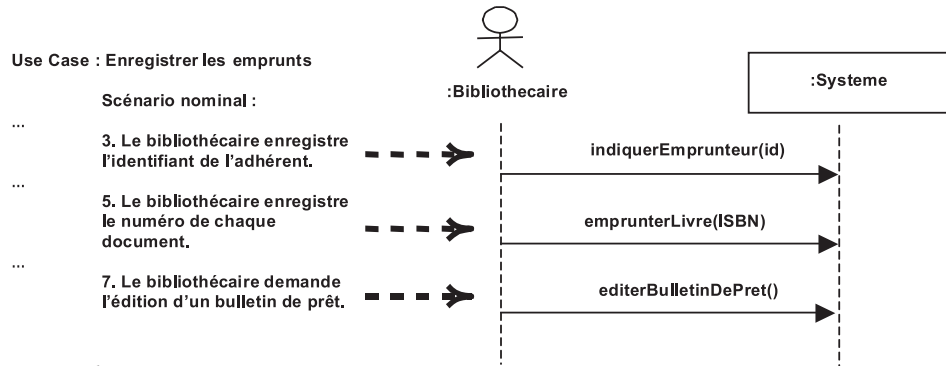 Use Case : Enregistrer les emprunts
Scénario nominal :
...
3. Le bibliothécaire enregistre
l'identifiant de l'adhérent.
...
5. Le bibliothécaire enregistre
le numéro de chaque
document.
...
7. Le bibliothécaire demande
l'édition d'un bulletin de prêt.
:Bibliothecaire
:Systeme
indiquerEmprunteur(id)
emprunterLivre(ISBN)
editerBulletinDePret()